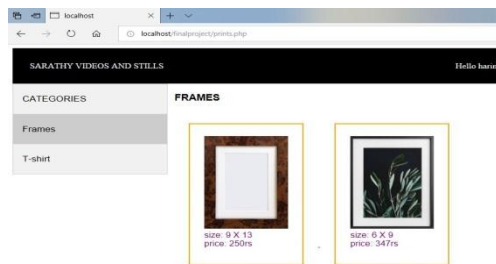 localhost
localhost/finalproject/prints.php
SARATHY VIDEOS AND STILLS
Hello harin
CATEGORIES
FRAMES
Frames
T-shirt
size: 9 X 13
price: 250rs
size: 6 X 9
price: 347rs